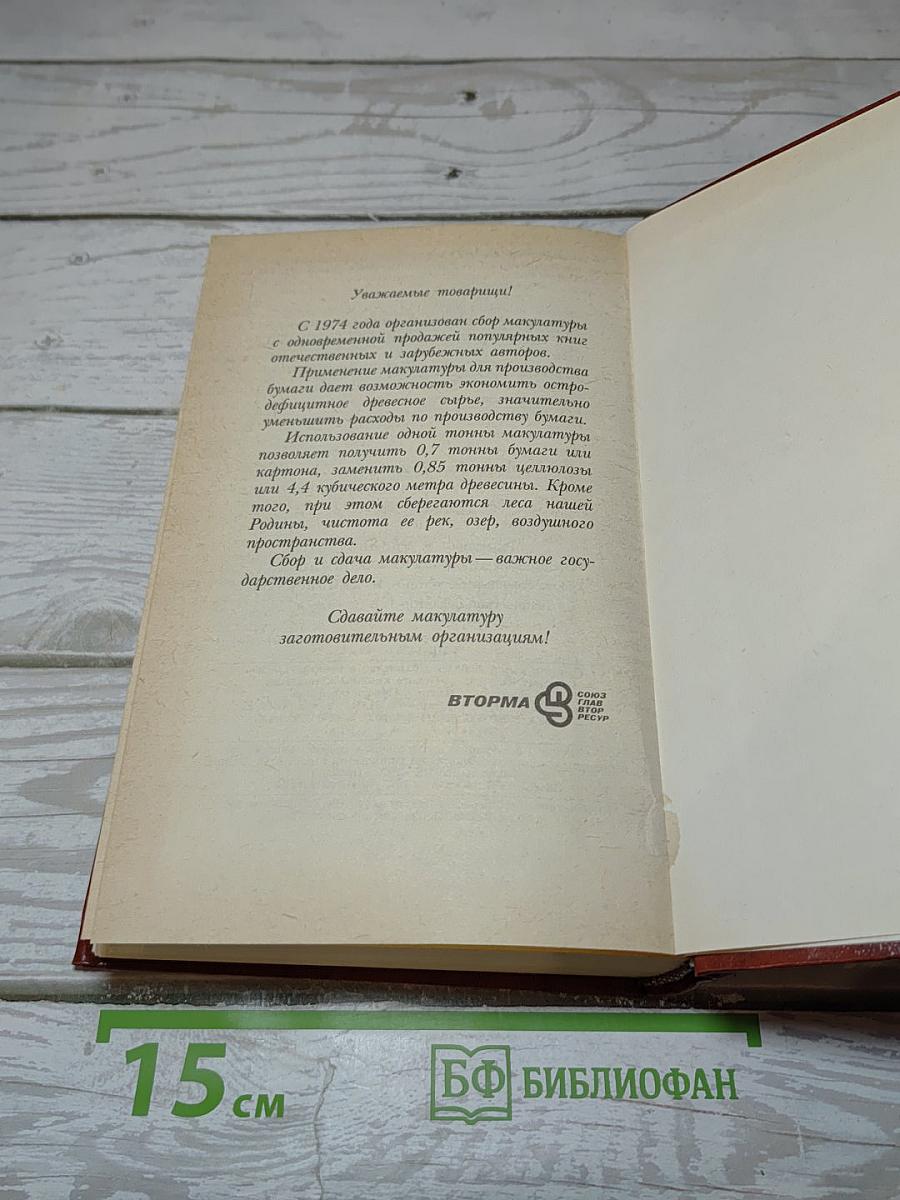 Уважаемые товарищи!
С 1974 года организован сбор макулатуры
с одновременной продажей популярных книг
отечественных и зарубежных авторов.
Применение макулатуры для производства
бумаги дает возможность экономить остро-
дефицитное древесное сырье, значительно
уменьшить расходы по производству бумаги.
Использование одной тонны макулатуры
позволяет получить 0,7 тонны бумаги или
картона, заменить 0,85 тонны целлюлозы
или 4,4 кубического метра древесины. Кроме
того, при этом сберегаются леса нашей
Родины, чистота ее рек, озер, воздушного
пространства.
Сбор и сдача макулатуры — важное госу-
дарственное дело.
Сдавайте макулатуру
заготовительным организациям!
ВТОРМА
СОЮЗ
ГЛАВ
ВТОР
РЕСУР
15 см
БФ БИБЛИОФАН